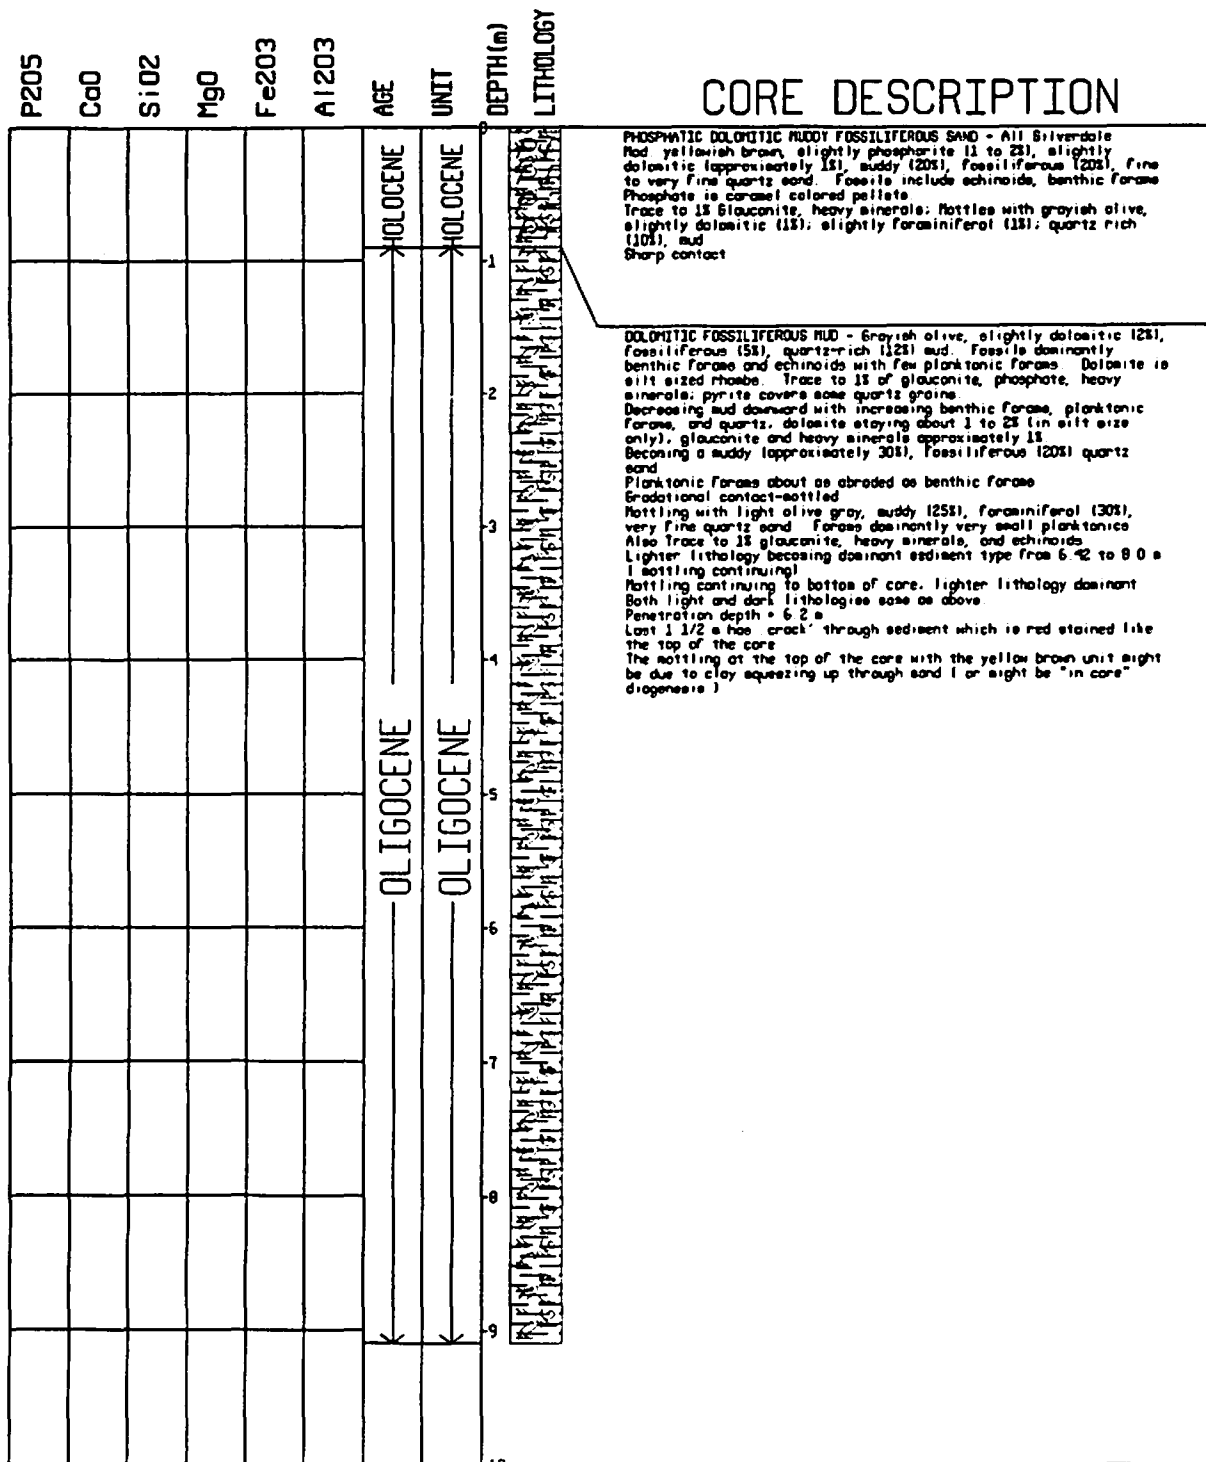 P2O5
CaO
SiO2
MgO
Fe2O3
Al2O3
AGE
UNIT
DEPTH(m)
LITHOLOGY
CORE DESCRIPTION
0
HOLOCENE
HOLOCENE
PHOSPHATIC DOLOMITIC MUDDY FOSSILIFEROUS SAND - All Silverdale
Mod. yellowish brown, slightly phosphorite (1 to 2%), slightly
dolomitic (approximately 1%), muddy (20%), fossiliferous (20%), fine
to very fine quartz sand. Fossils include echinoids, benthic forams
Phosphate is caramel colored pellets.
Trace to 1% Glauconite, heavy minerals; Mottles with grayish olive,
slightly dolomitic (1%); slightly foraminiferal (1%); quartz rich
(10%), mud
Sharp contact
1
DOLOMITIC FOSSILIFEROUS MUD - Grayish olive, slightly dolomitic (2%),
fossiliferous (5%), quartz-rich (12%) mud. Fossils dominantly
benthic forams and echinoids with few planktonic forams. Dolomite is
silt sized rhombs. Trace to 1% of glauconite, phosphate, heavy
minerals; pyrite covers some quartz grains.
Decreasing mud downward with increasing benthic forams, planktonic
forams, and quartz, dolomite staying about 1 to 2% (in silt size
only), glauconite and heavy minerals approximately 1%
Becoming a muddy (approximately 30%), fossiliferous (20%) quartz
sand
Planktonic forams about as abraded as benthic forams
Gradational contact-mottled
Mottling with light olive gray, muddy (25%), foraminiferal (30%),
very fine quartz sand Forams dominantly very small planktonics
Also Trace to 1% glauconite, heavy minerals, and echinoids
Lighter lithology becoming dominant sediment type from 6.42 to 8.0 m
( mottling continuing)
Mottling continuing to bottom of core, lighter lithology dominant
Both light and dark lithologies same as above
Penetration depth = 6.2 m
Last 1 1/2 m has 'crack' through sediment which is red stained like
the top of the core
The mottling at the top of the core with the yellow brown unit might
be due to clay squeezing up through sand ( or might be "in core"
diagenesis )
2
3
4
OLIGOCENE
OLIGOCENE
5
6
7
8
9